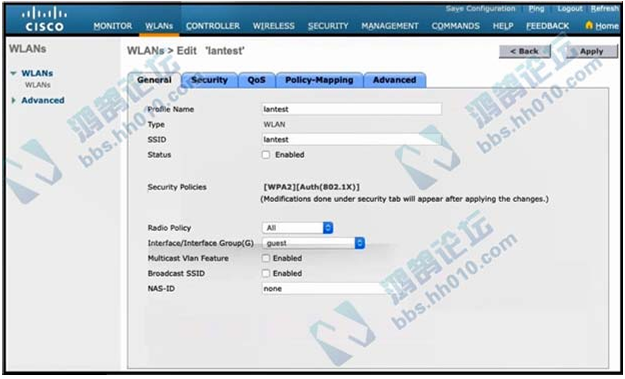 Save Configuration Ping Logout Refresh
CISCO MONITOR WLANs CONTROLLER WIRELESS SECURITY MANAGEMENT COMMANDS HELP FEEDBACK Home
WLANs
WLANs > Edit 'lantest'
< Back Apply
WLANs
WLANs
Advanced
General Security QoS Policy-Mapping Advanced
Profile Name lantest
Type WLAN
SSID lantest
Status Enabled
Security Policies [WPA2][Auth(802.1X)]
(Modifications done under security tab will appear after applying the changes.)
Radio Policy All
Interface/Interface Group(G) guest
Multicast Vlan Feature Enabled
Broadcast SSID Enabled
NAS-ID none
鸿鹄论坛
bbs.hh010.com
鸿鹄论坛
bbs.hh010.com
鸿鹄论坛
bbs.hh010.com